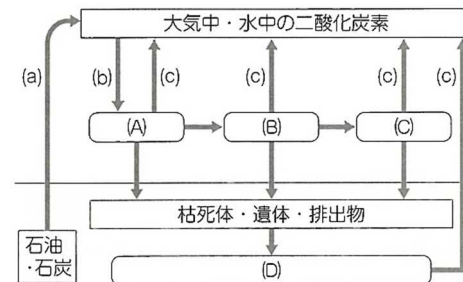 大気中・水中の二酸化炭素
(a)
(b)
(c)
(c)
(c)
(c)
(A)
(B)
(C)
枯死体・遺体・排出物
石油
・石炭
(D)